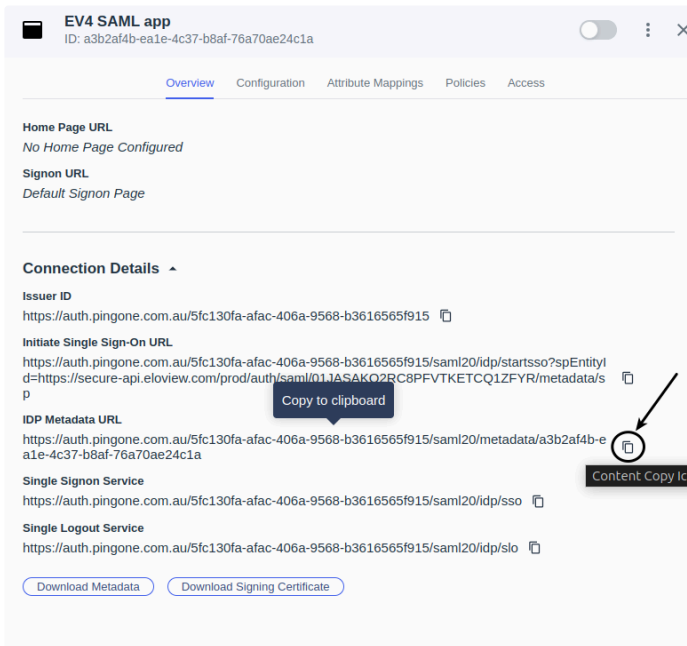 EV4 SAML app
ID: a3b2af4b-ea1e-4c37-b8af-76a70ae24c1a
Overview Configuration Attribute Mappings Policies Access
Home Page URL
No Home Page Configured
Signon URL
Default Signon Page
Connection Details
Issuer ID
https://auth.pingone.com.au/5fc130fa-afac-406a-9568-b3616565f915
Initiate Single Sign-On URL
https://auth.pingone.com.au/5fc130fa-afac-406a-9568-b3616565f915/saml20/idp/startsso?spEntityI
d=https://secure-api.eloview.com/prod/auth/saml/01JASAKQ2RC8PFVTKETCQ1ZFYR/metadata/s
p
Copy to clipboard
IDP Metadata URL
https://auth.pingone.com.au/5fc130fa-afac-406a-9568-b3616565f915/saml20/metadata/a3b2af4b-e
a1e-4c37-b8af-76a70ae24c1a
Content Copy Ic
Single Signon Service
https://auth.pingone.com.au/5fc130fa-afac-406a-9568-b3616565f915/saml20/idp/sso
Single Logout Service
https://auth.pingone.com.au/5fc130fa-afac-406a-9568-b3616565f915/saml20/idp/slo
Download Metadata Download Signing Certificate